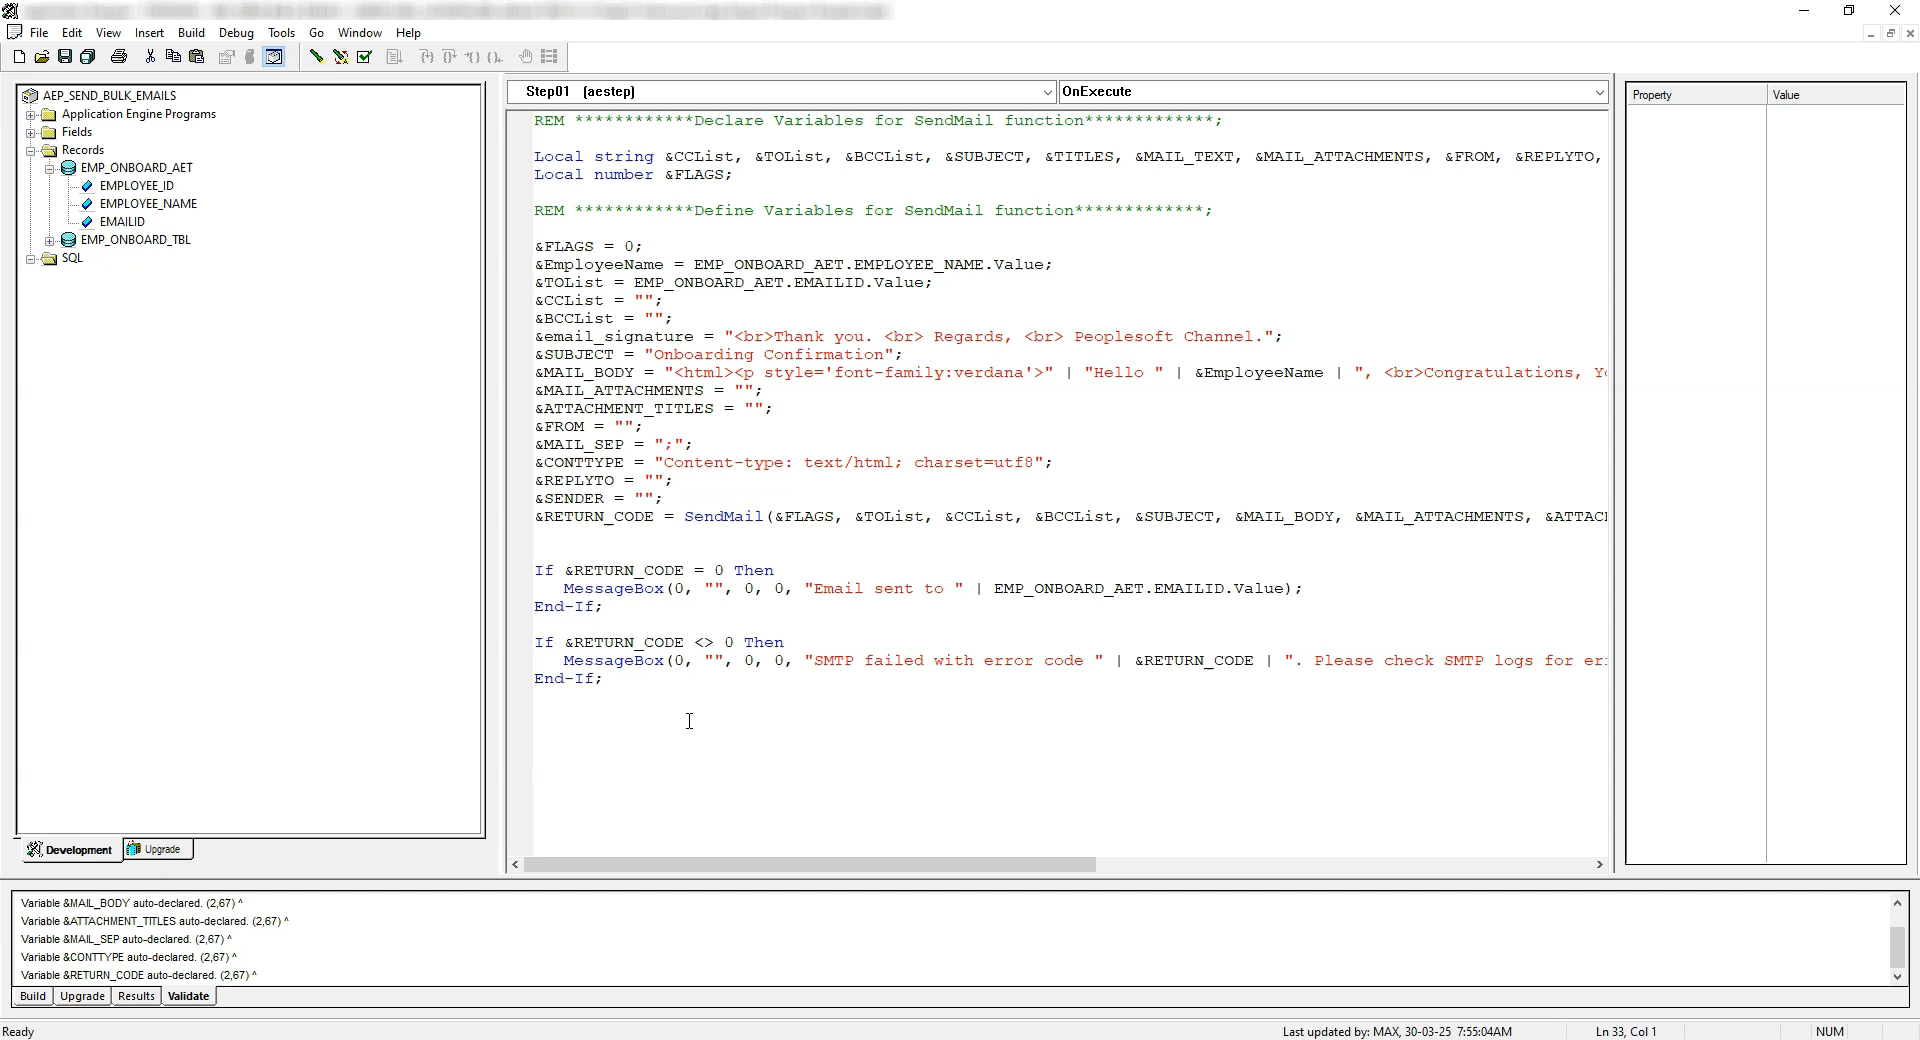 File Edit View Insert Build Debug Tools Go Window Help
AEP_SEND_BULK_EMAILS
Application Engine Programs
Fields
Records
EMP_ONBOARD_AET
EMPLOYEE_ID
EMPLOYEE_NAME
EMAILID
EMP_ONBOARD_TBL
SQL
Development Upgrade
Step01 (aestep) OnExecute
REM ************Declare Variables for SendMail function*************;
Local string &CCList, &TOList, &BCCList, &SUBJECT, &TITLES, &MAIL_TEXT, &MAIL_ATTACHMENTS, &FROM, &REPLYTO,
Local number &FLAGS;
REM ************Define Variables for SendMail function*************;
&FLAGS = 0;
&EmployeeName = EMP_ONBOARD_AET.EMPLOYEE_NAME.Value;
&TOList = EMP_ONBOARD_AET.EMAILID.Value;
&CCList = "";
&BCCList = "";
&email_signature = "<br>Thank you. <br> Regards, <br> Peoplesoft Channel.";
&SUBJECT = "Onboarding Confirmation";
&MAIL_BODY = "<html><p style='font-family:verdana'>" | "Hello " | &EmployeeName | ", <br>Congratulations,
&MAIL_ATTACHMENTS = "";
&ATTACHMENT_TITLES = "";
&FROM = "";
&MAIL_SEP = ";";
&CONTTYPE = "Content-type: text/html; charset=utf8";
&REPLYTO = "";
&SENDER = "";
&RETURN_CODE = SendMail(&FLAGS, &TOList, &CCList, &BCCList, &SUBJECT, &MAIL_BODY, &MAIL_ATTACHMENTS, &ATTACH
If &RETURN_CODE = 0 Then
MessageBox(0, "", 0, 0, "Email sent to " | EMP_ONBOARD_AET.EMAILID.Value);
End-If;
If &RETURN_CODE <> 0 Then
MessageBox(0, "", 0, 0, "SMTP failed with error code " | &RETURN_CODE | ". Please check SMTP logs for
End-If;
Property Value
Variable &MAIL_BODY auto-declared. (2,67) ^
Variable &ATTACHMENT_TITLES auto-declared. (2,67) ^
Variable &MAIL_SEP auto-declared. (2,67) ^
Variable &CONTTYPE auto-declared. (2,67) ^
Variable &RETURN_CODE auto-declared. (2,67) ^
Build Upgrade Results Validate
Ready Last updated by: MAX, 30-03-25 7:55:04AM Ln 33, Col 1 NUM